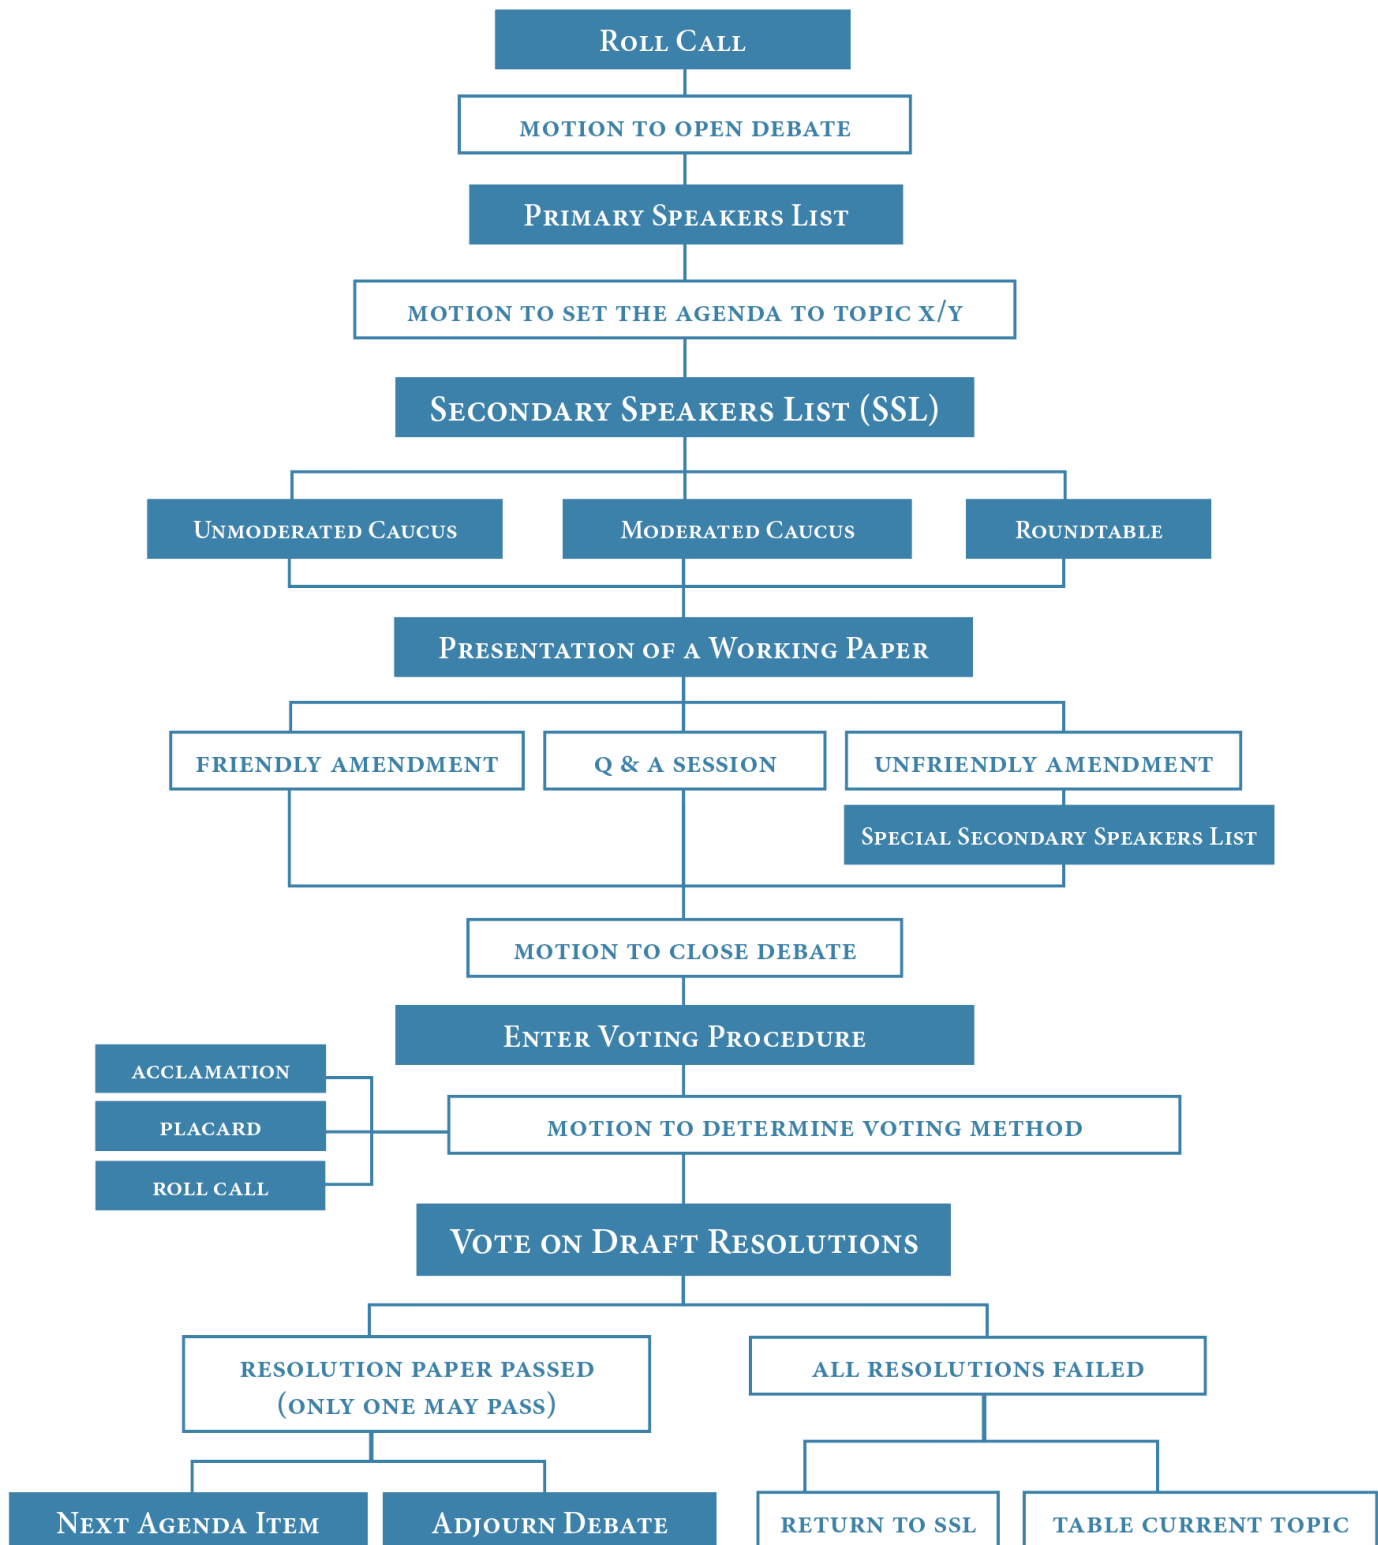 Roll Call
motion to open debate
Primary Speakers List
motion to set the agenda to topic x/y
Secondary Speakers List (SSL)
Unmoderated Caucus
Moderated Caucus
Roundtable
Presentation of a Working Paper
friendly amendment
q & a session
unfriendly amendment
Special Secondary Speakers List
motion to close debate
Enter Voting Procedure
acclamation
placard
roll call
motion to determine voting method
Vote on Draft Resolutions
resolution paper passed
(only one may pass)
all resolutions failed
Next Agenda Item
Adjourn Debate
return to ssl
table current topic